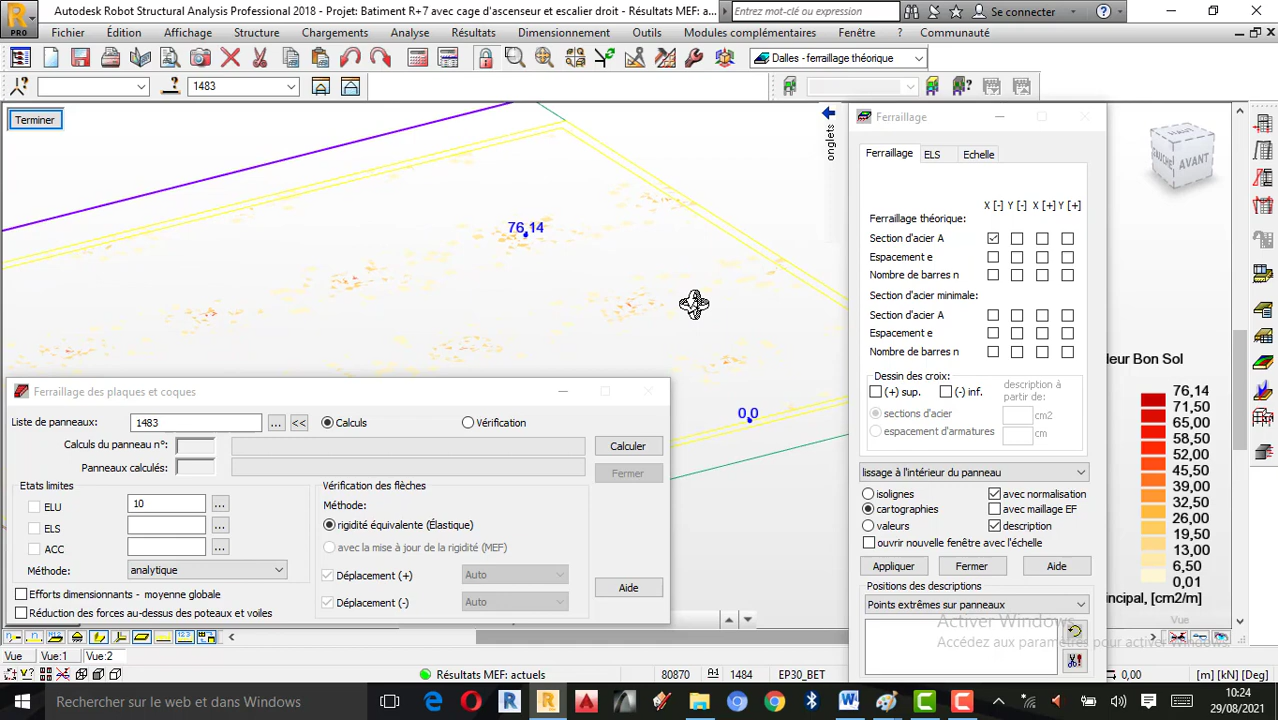 Autodesk Robot Structural Analysis Professional 2018 - Projet: Batiment R+7 avec cage d'ascenseur et escalier droit - Résultats MEF: a...
Entrez mot-clé ou expression
Se connecter
PRO
Fichier Édition Affichage Structure Chargements Analyse Résultats Dimensionnement Outils Modules complémentaires Fenêtre ? Communauté
Dalles - ferraillage théorique
1483
Terminer
onglets
76,14
0,0
HAUT
GAUCHE
AVANT
Ferraillage
Ferraillage ELS Echelle
X [-] Y [-] X [+] Y [+]
Ferraillage théorique:
Section d'acier A
Espacement e
Nombre de barres n
Section d'acier minimale:
Section d'acier A
Espacement e
Nombre de barres n
Dessin des croix:
(+) sup. (-) inf.
description à partir de:
sections d'acier cm2
espacement d'armatures cm
lissage à l'intérieur du panneau
isolignes avec normalisation
cartographies avec maillage EF
valeurs description
ouvrir nouvelle fenêtre avec l'échelle
Appliquer Fermer Aide
Positions des descriptions
Points extrêmes sur panneaux
leur Bon Sol
76,14
71,50
65,00
58,50
52,00
45,50
39,00
32,50
26,00
19,50
13,00
6,50
0,01
incipal, [cm2/m]
Vue
Ferraillage des plaques et coques
Liste de panneaux: 1483 ... << Calculs Vérification
Calculs du panneau n°: Calculer
Panneaux calculés: Fermer
Etats limites
ELU 10 ...
ELS ...
ACC ...
Méthode: analytique
Efforts dimensionnants - moyenne globale
Réduction des forces au-dessus des poteaux et voiles
Vérification des flèches
Méthode:
rigidité équivalente (Élastique)
avec la mise à jour de la rigidité (MEF)
Déplacement (+) Auto
Déplacement (-) Auto
Aide
Activer Windows
Accédez aux paramètres pour activer Windows.
Vue Vue:1 Vue:2
Résultats MEF: actuels 80870 1484 EP30_BET 0,00 [m] [kN] [Deg]
Rechercher sur le web et dans Windows
10:24
29/08/2021